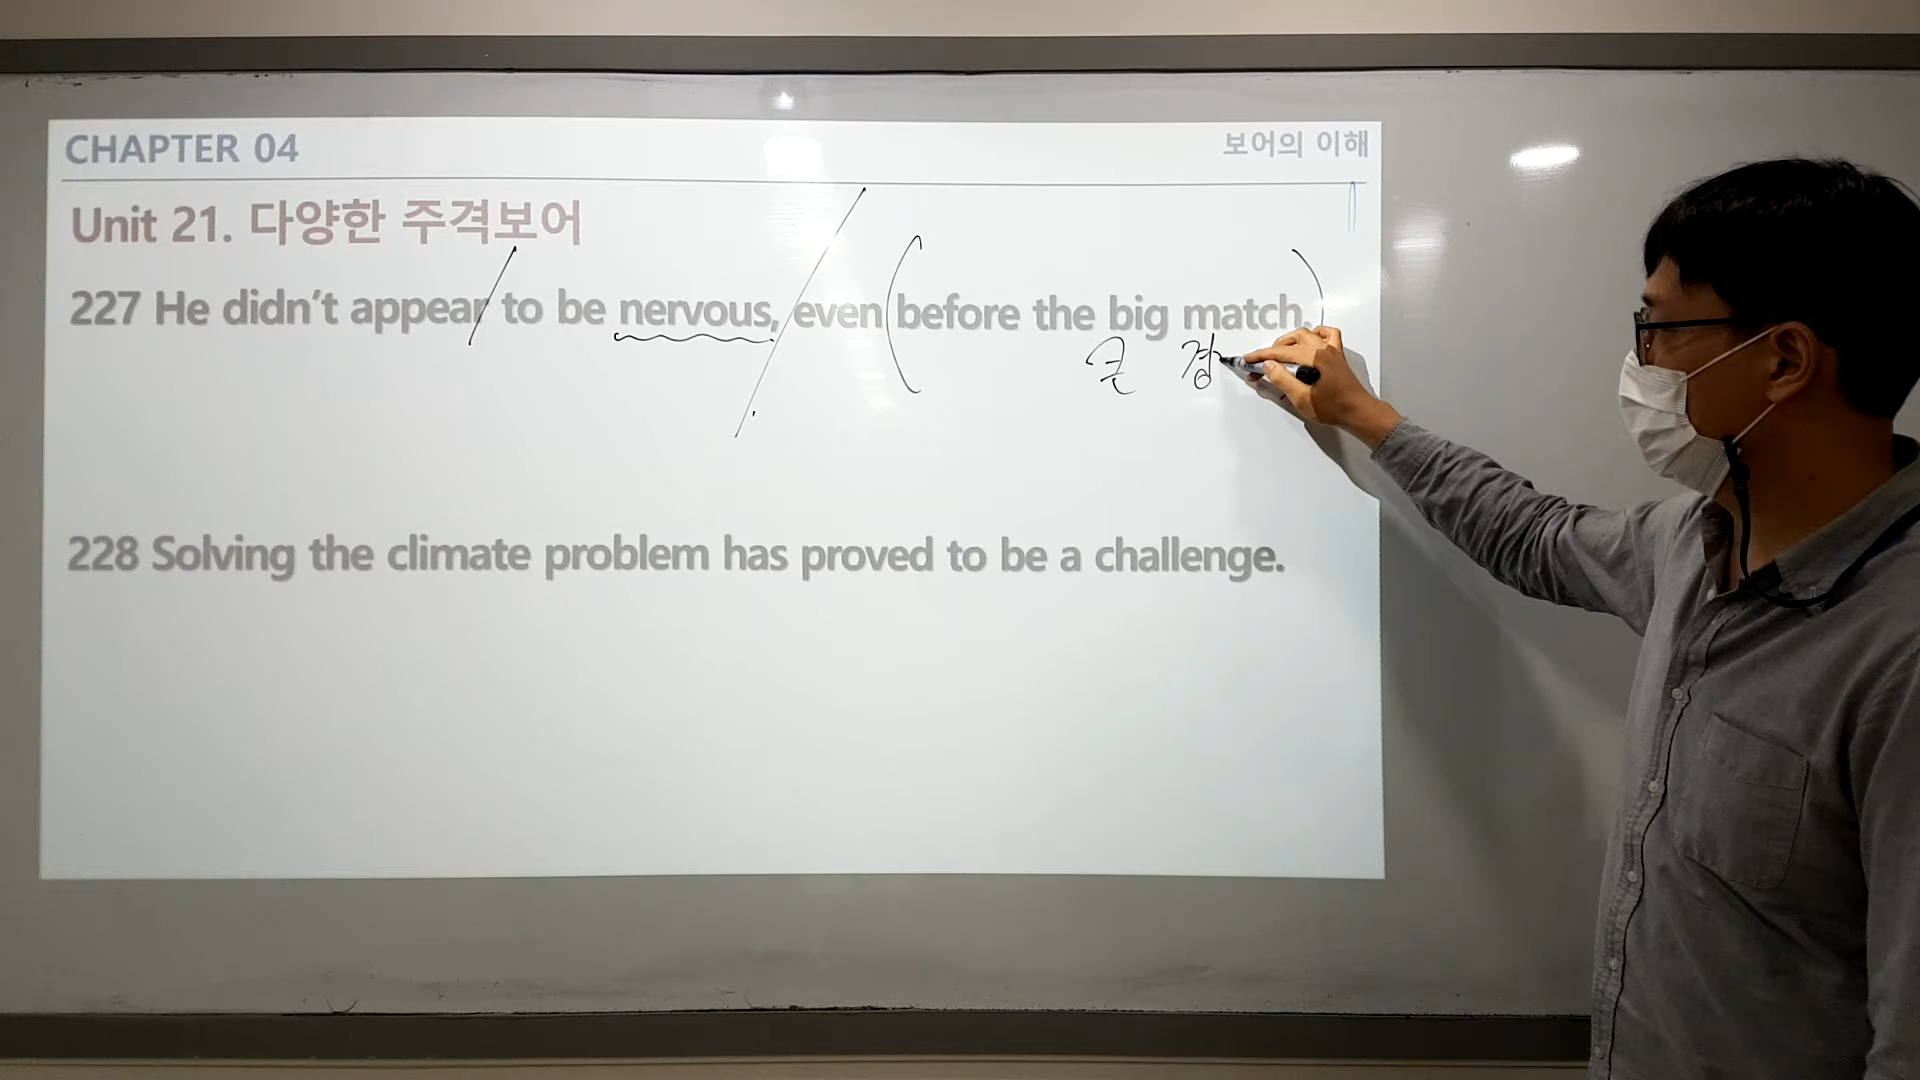 CHAPTER 04
보어의 이해
Unit 21. 다양한 주격보어
227 He didn’t appear to be nervous, even before the big match.
큰 경
228 Solving the climate problem has proved to be a challenge.